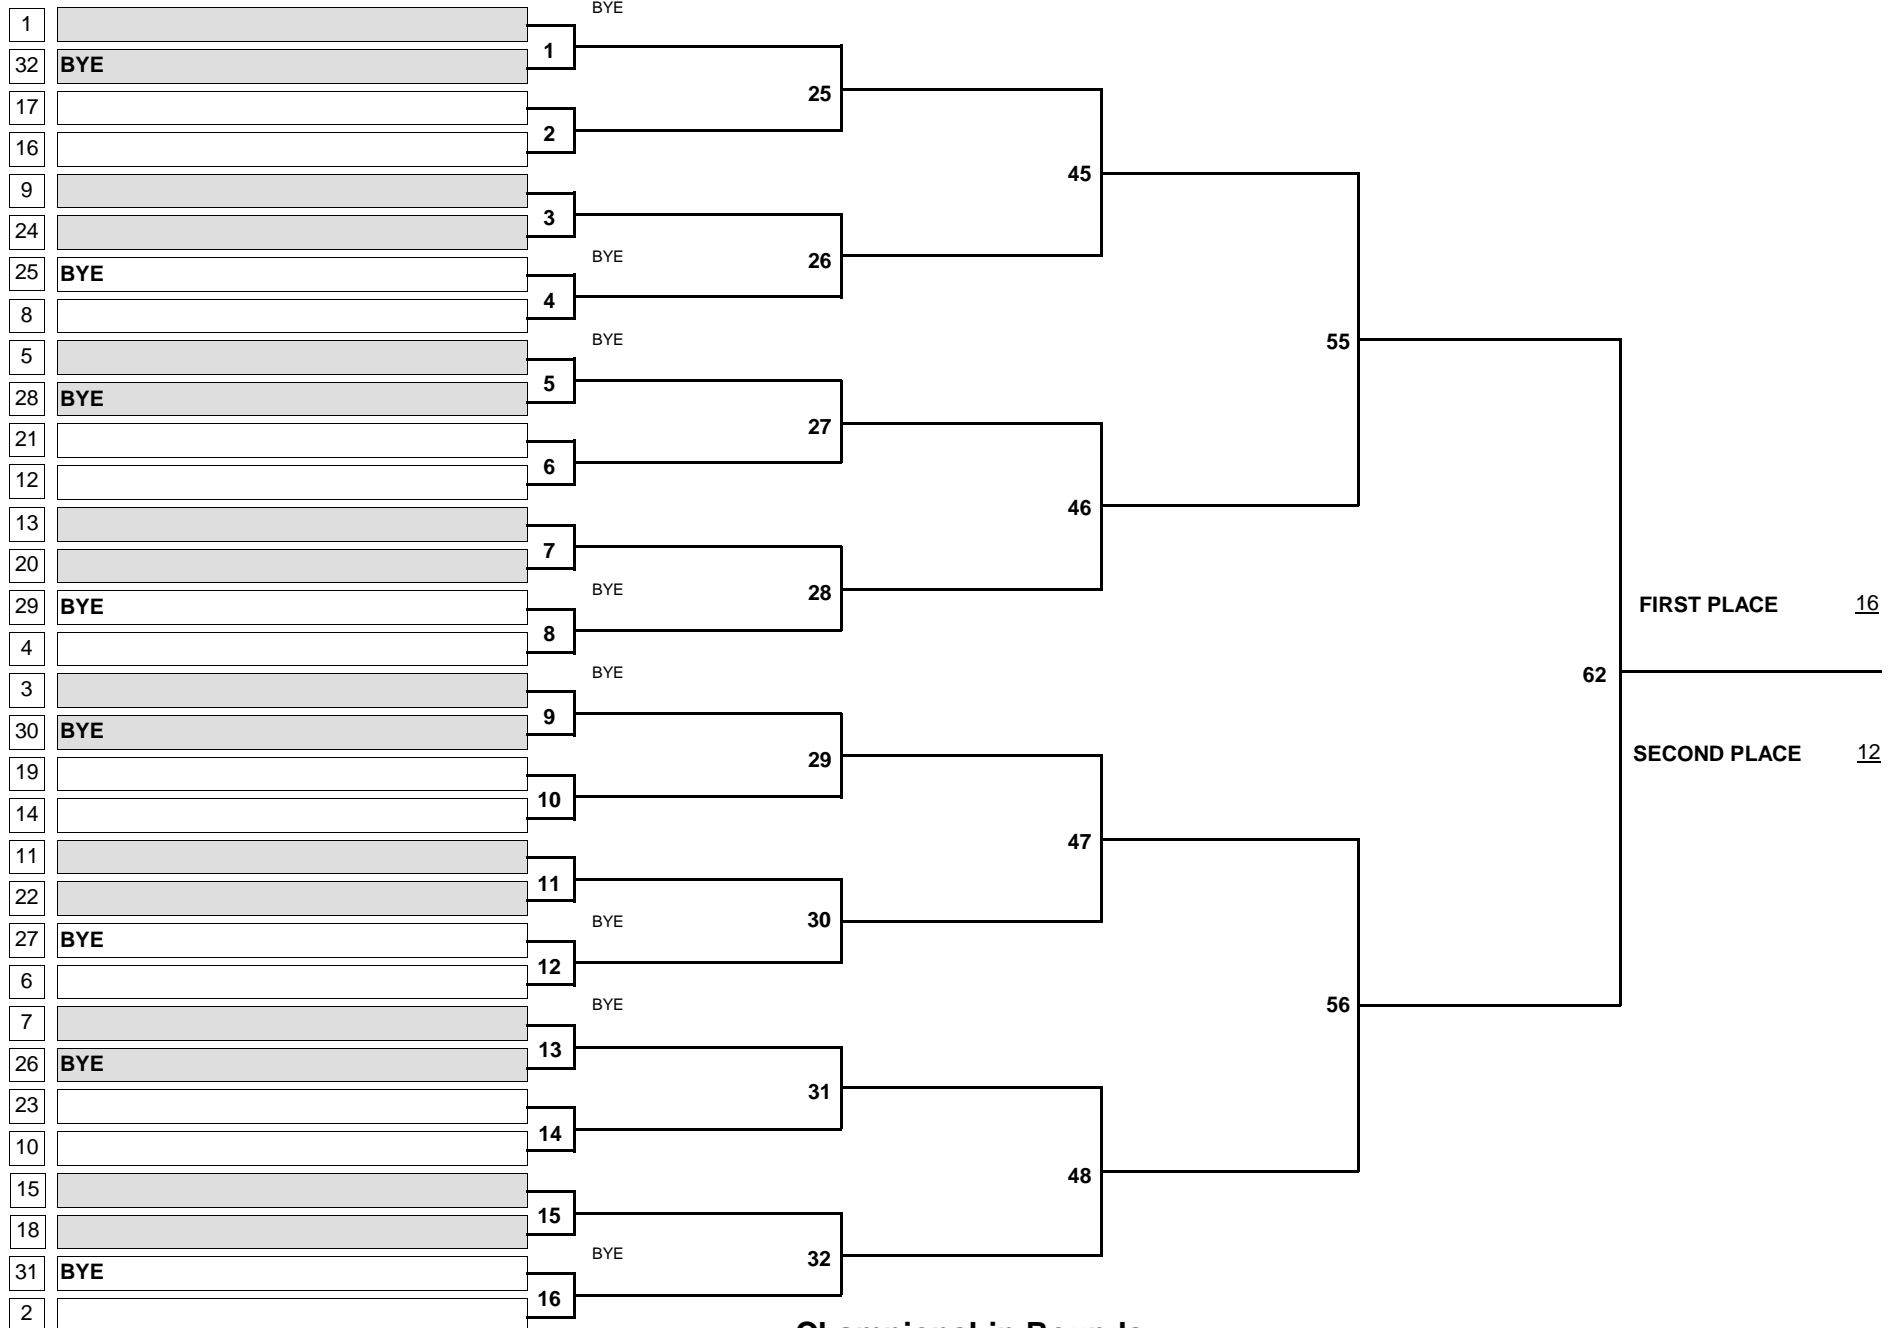 BYE
1
1
32 BYE
25
17
2
16
45
9
3
24
BYE
26
25 BYE
4
8
BYE
5
55
5
28 BYE
27
21
6
12
46
13
7
20
BYE
28
29 BYE
FIRST PLACE 16
8
4
BYE
62
3
9
30 BYE
SECOND PLACE 12
29
19
10
14
47
11
11
22
BYE
30
27 BYE
12
6
BYE
56
7
13
26 BYE
31
23
14
10
48
15
15
18
BYE
32
31 BYE
16
2
Championship Rounds